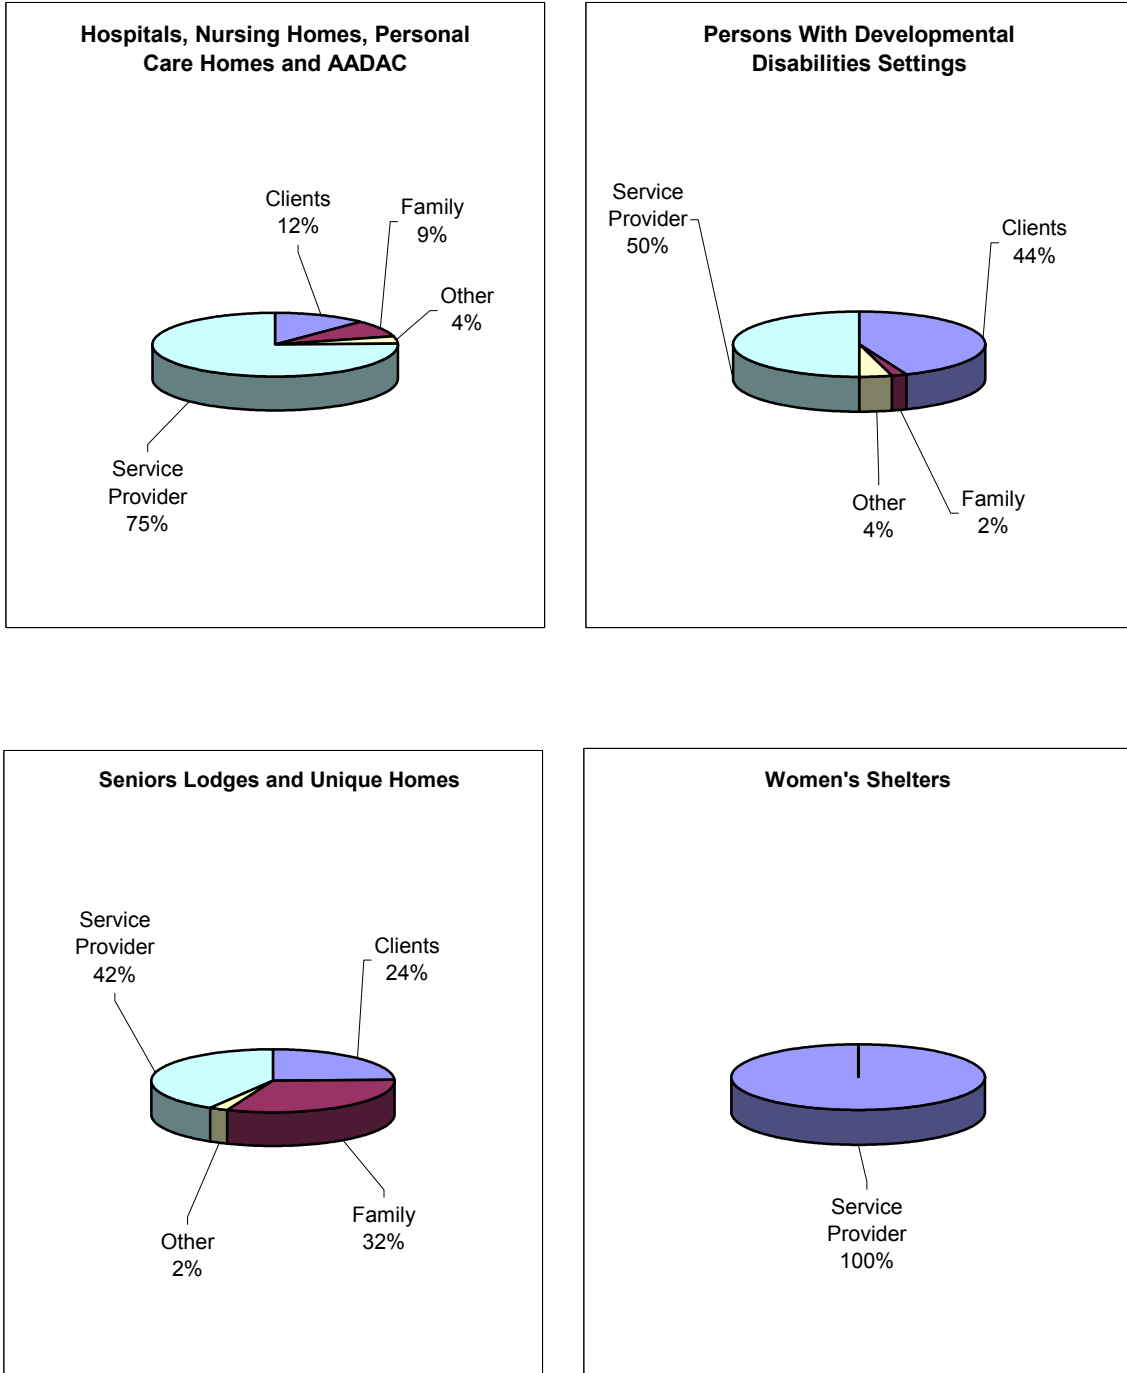 Hospitals, Nursing Homes, Personal
Care Homes and AADAC
Clients
12%
Family
9%
Other
4%
Service
Provider
75%
Persons With Developmental
Disabilities Settings
Service
Provider
50%
Clients
44%
Other
4%
Family
2%
Seniors Lodges and Unique Homes
Service
Provider
42%
Clients
24%
Family
32%
Other
2%
Women's Shelters
Service
Provider
100%